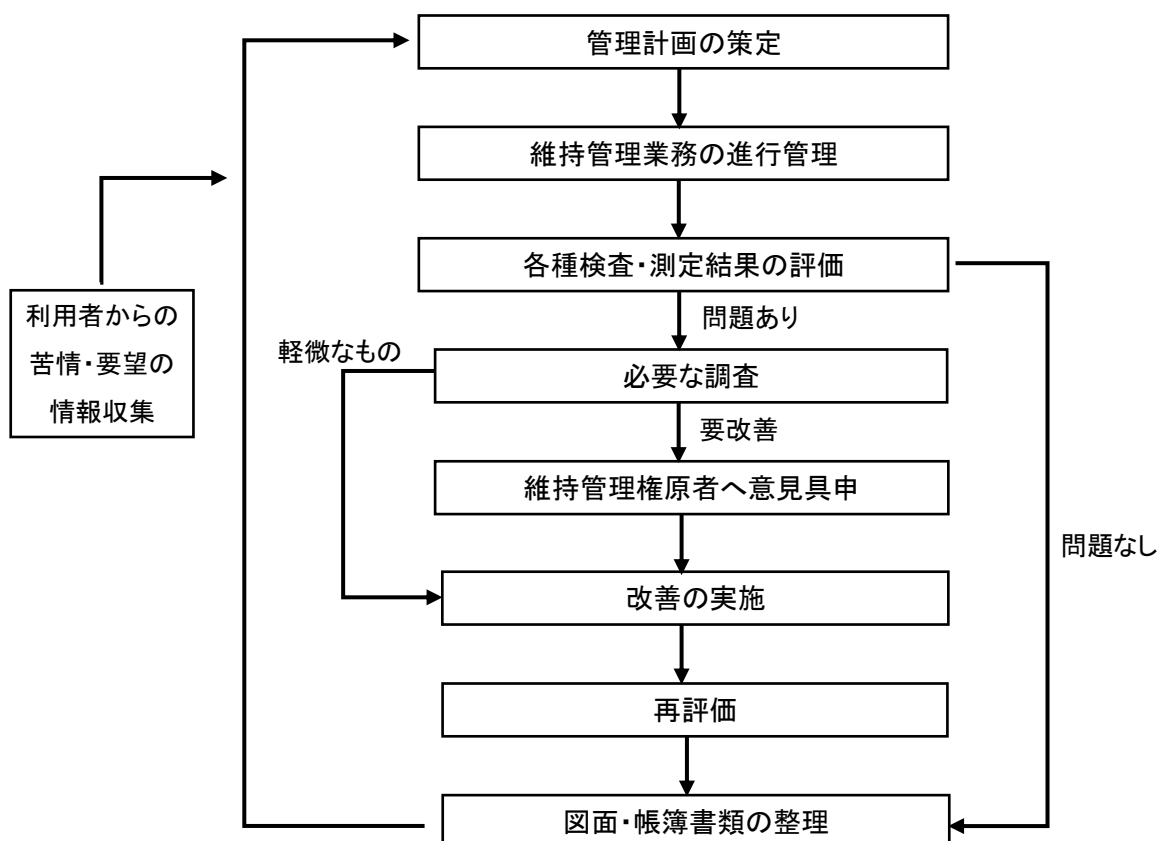 管理計画の策定
維持管理業務の進行管理
各種検査・測定結果の評価
問題あり
利用者からの
苦情・要望の
情報収集
軽微なもの
必要な調査
要改善
維持管理権原者へ意見具申
問題なし
改善の実施
再評価
図面・帳簿書類の整理